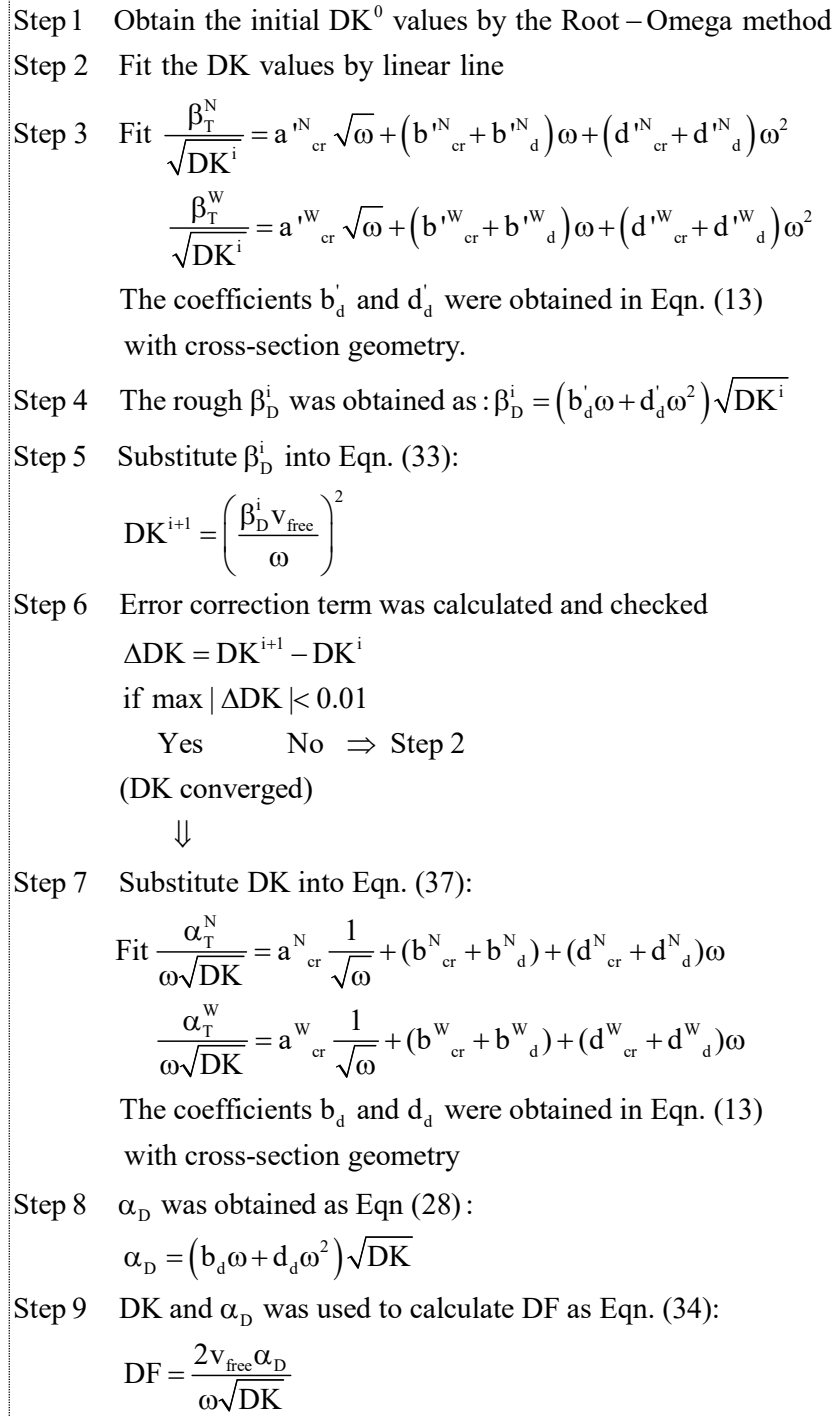 Step 1 Obtain the initial DK⁰ values by the Root – Omega method
Step 2 Fit the DK values by linear line
Step 3 Fit β_T^N / √(DK^i) = a'^N_cr √ω + (b'^N_cr + b'^N_d) ω + (d'^N_cr + d'^N_d) ω²
β_T^W / √(DK^i) = a'^W_cr √ω + (b'^W_cr + b'^W_d) ω + (d'^W_cr + d'^W_d) ω²
The coefficients b'_d and d'_d were obtained in Eqn. (13)
with cross-section geometry.
Step 4 The rough β_D^i was obtained as : β_D^i = (b'_d ω + d'_d ω²) √(DK^i)
Step 5 Substitute β_D^i into Eqn. (33):
DK^{i+1} = (β_D^i v_free / ω)²
Step 6 Error correction term was calculated and checked
ΔDK = DK^{i+1} − DK^i
if max | ΔDK |< 0.01
Yes No ⇒ Step 2
(DK converged)
⇓
Step 7 Substitute DK into Eqn. (37):
Fit α_T^N / (ω√DK) = a^N_cr 1/√ω + (b^N_cr + b^N_d) + (d^N_cr + d^N_d)ω
α_T^W / (ω√DK) = a^W_cr 1/√ω + (b^W_cr + b^W_d) + (d^W_cr + d^W_d)ω
The coefficients b_d and d_d were obtained in Eqn. (13)
with cross-section geometry
Step 8 α_D was obtained as Eqn (28) :
α_D = (b_d ω + d_d ω²) √DK
Step 9 DK and α_D was used to calculate DF as Eqn. (34):
DF = 2v_free α_D / (ω√DK)